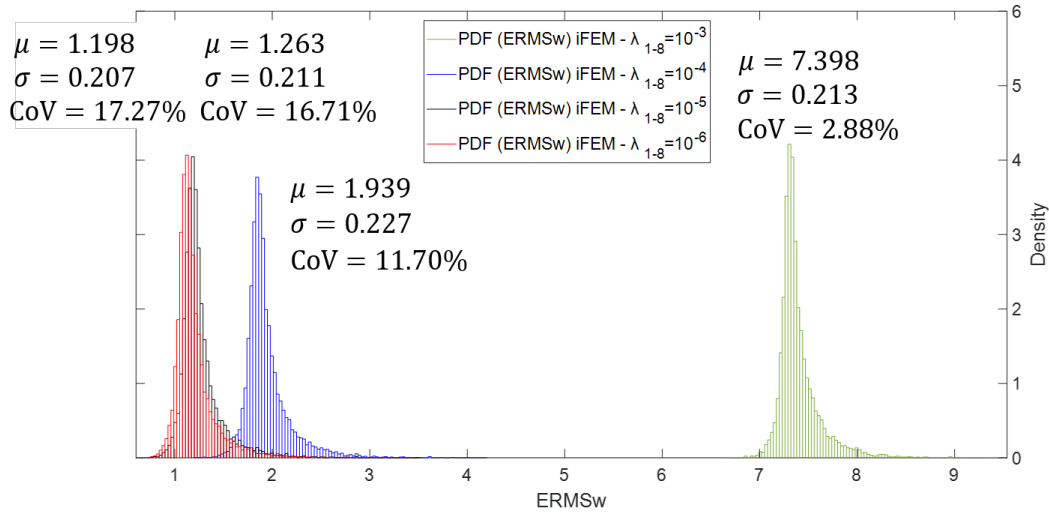 μ = 1.198
σ = 0.207
CoV = 17.27%
μ = 1.263
σ = 0.211
CoV = 16.71%
PDF (ERMSw) iFEM - λ 1-8=10^-3
PDF (ERMSw) iFEM - λ 1-8=10^-4
PDF (ERMSw) iFEM - λ 1-8=10^-5
PDF (ERMSw) iFEM - λ 1-8=10^-6
μ = 7.398
σ = 0.213
CoV = 2.88%
μ = 1.939
σ = 0.227
CoV = 11.70%
6
5
4
3
2
1
0
Density
1 2 3 4 5 6 7 8 9
ERMSw